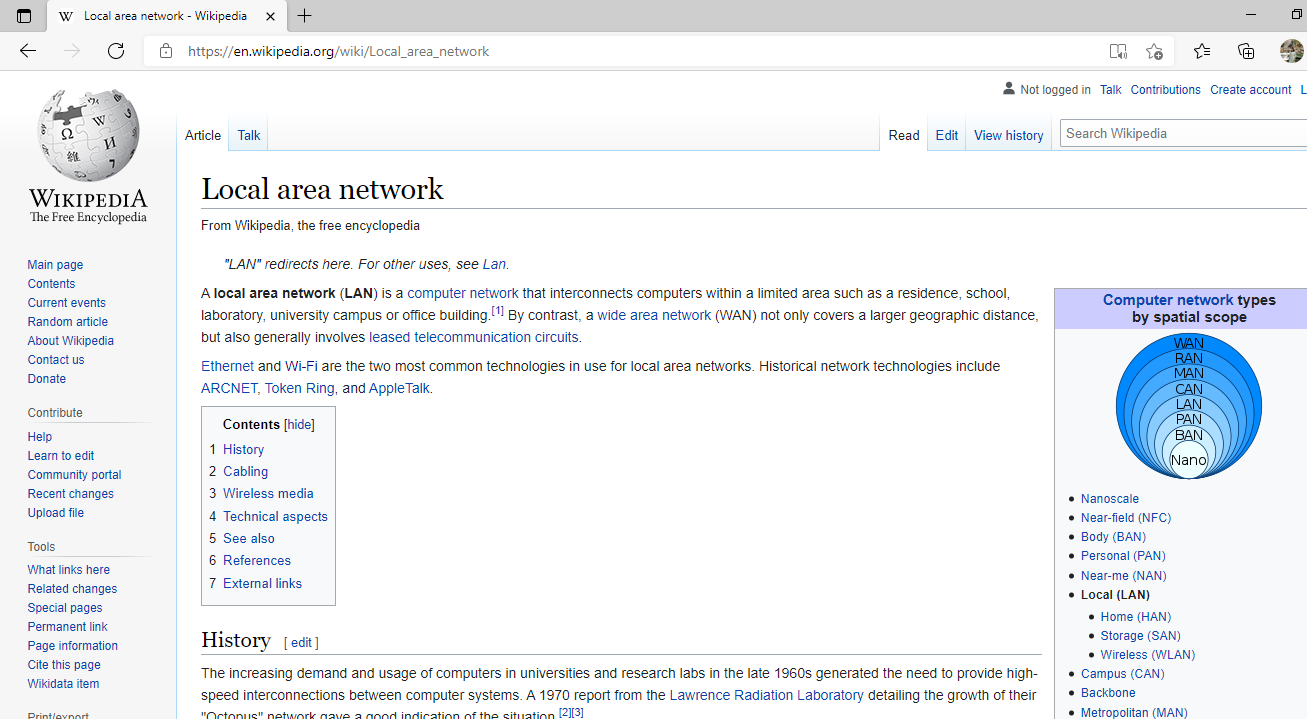 Local area network - Wikipedia
https://en.wikipedia.org/wiki/Local_area_network
Not logged in Talk Contributions Create account L
Article Talk Read Edit View history Search Wikipedia
WIKIPEDIA
The Free Encyclopedia
Main page
Contents
Current events
Random article
About Wikipedia
Contact us
Donate
Contribute
Help
Learn to edit
Community portal
Recent changes
Upload file
Tools
What links here
Related changes
Special pages
Permanent link
Page information
Cite this page
Wikidata item
Print/export
Local area network
From Wikipedia, the free encyclopedia
"LAN" redirects here. For other uses, see Lan.
A local area network (LAN) is a computer network that interconnects computers within a limited area such as a residence, school,
laboratory, university campus or office building.[1] By contrast, a wide area network (WAN) not only covers a larger geographic distance,
but also generally involves leased telecommunication circuits.
Ethernet and Wi-Fi are the two most common technologies in use for local area networks. Historical network technologies include
ARCNET, Token Ring, and AppleTalk.
Contents [hide]
1 History
2 Cabling
3 Wireless media
4 Technical aspects
5 See also
6 References
7 External links
History [ edit ]
The increasing demand and usage of computers in universities and research labs in the late 1960s generated the need to provide high-
speed interconnections between computer systems. A 1970 report from the Lawrence Radiation Laboratory detailing the growth of their
"Octopus" network gave a good indication of the situation.[2][3]
Computer network types
by spatial scope
WAN
RAN
MAN
CAN
LAN
PAN
BAN
Nano
• Nanoscale
• Near-field (NFC)
• Body (BAN)
• Personal (PAN)
• Near-me (NAN)
• Local (LAN)
• Home (HAN)
• Storage (SAN)
• Wireless (WLAN)
• Campus (CAN)
• Backbone
• Metropolitan (MAN)